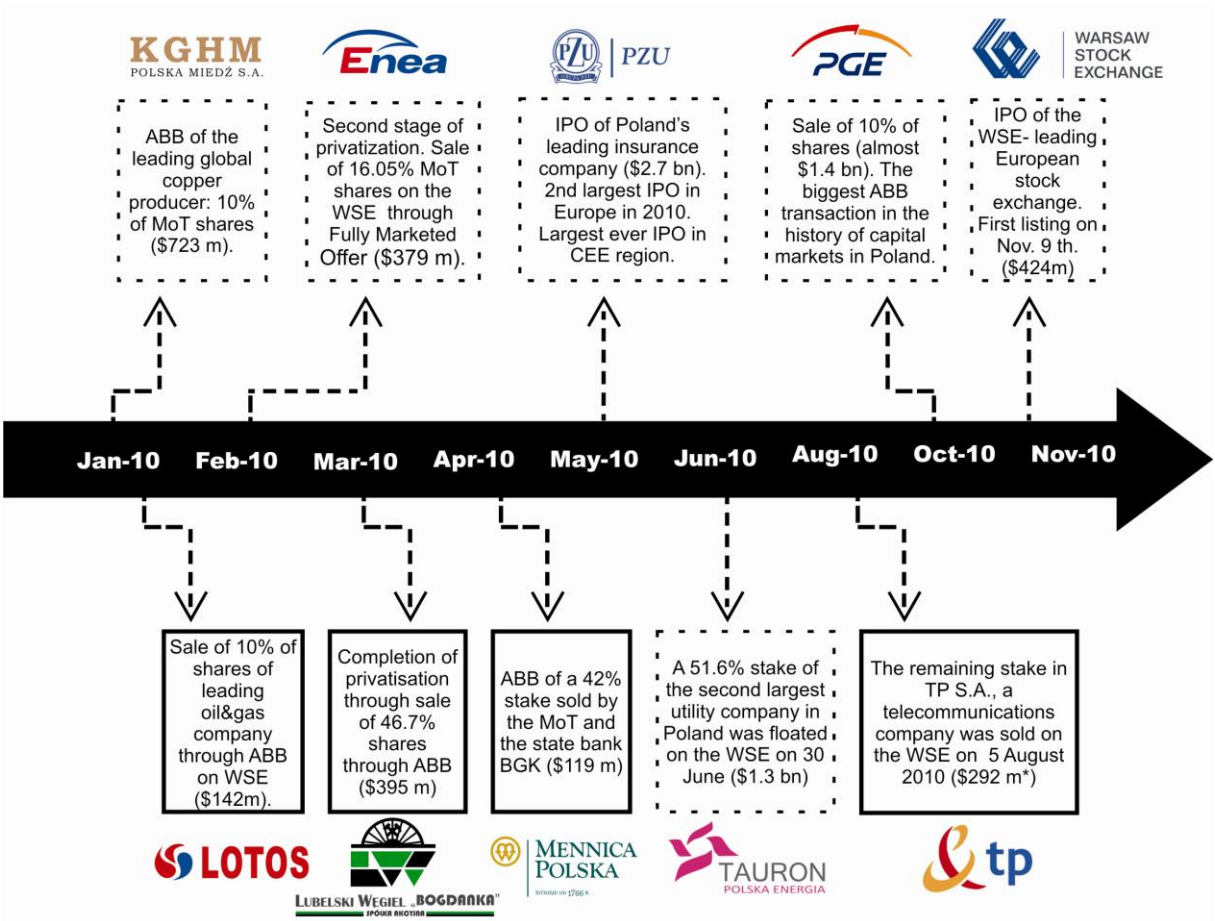 KGHM
POLSKA MIEDŹ S.A.
Enea
PZU
GRUPA PZU
PZU
PGE
WARSAW
STOCK
EXCHANGE
ABB of the
leading global
copper
producer: 10%
of MoT shares
($723 m).
Second stage of
privatization. Sale
of 16.05% MoT
shares on the
WSE through
Fully Marketed
Offer ($379 m).
IPO of Poland's
leading insurance
company ($2.7 bn).
2nd largest IPO in
Europe in 2010.
Largest ever IPO in
CEE region.
Sale of 10% of
shares (almost
$1.4 bn). The
biggest ABB
transaction in the
history of capital
markets in Poland.
IPO of the
WSE- leading
European
stock
exchange.
First listing on
Nov. 9 th.
($424m)
Jan-10 Feb-10 Mar-10 Apr-10 May-10 Jun-10 Aug-10 Oct-10 Nov-10
Sale of 10% of
shares of
leading
oil&gas
company
through ABB
on WSE
($142m).
Completion of
privatisation
through sale
of 46.7%
shares
through ABB
($395 m)
ABB of a 42%
stake sold by
the MoT and
the state bank
BGK ($119 m)
A 51.6% stake of
the second largest
utility company in
Poland was floated
on the WSE on 30
June ($1.3 bn)
The remaining stake in
TP S.A., a
telecommunications
company was sold on
the WSE on 5 August
2010 ($292 m*)
LOTOS
LUBELSKI WĘGIEL „BOGDANKA"
SPÓŁKA AKCYJNA
MENNICA
POLSKA
istnieje od 1766 r.
TAURON
POLSKA ENERGIA
tp